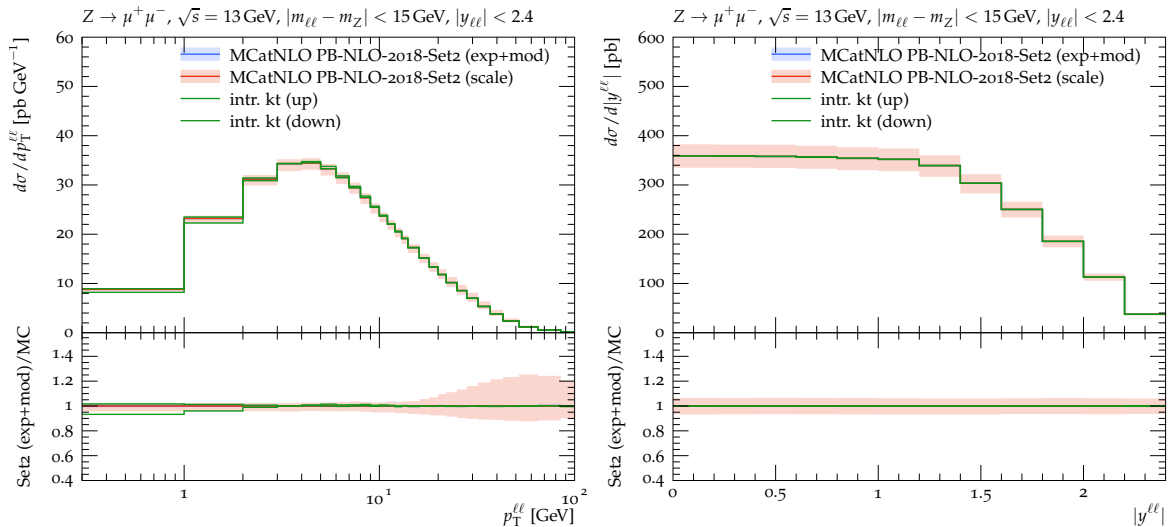 Z → μ⁺μ⁻, √s = 13 GeV, |mℓℓ − mZ| < 15 GeV, |yℓℓ| < 2.4
MCatNLO PB-NLO-2018-Set2 (exp+mod)
MCatNLO PB-NLO-2018-Set2 (scale)
intr. kt (up)
intr. kt (down)
dσ/dp_T^ℓℓ [pb GeV⁻¹]
60
50
40
30
20
10
0
Set2 (exp+mod)/MC
1.4
1.2
1
0.8
0.6
0.4
1
10¹
10²
p_T^ℓℓ [GeV]
Z → μ⁺μ⁻, √s = 13 GeV, |mℓℓ − mZ| < 15 GeV, |yℓℓ| < 2.4
MCatNLO PB-NLO-2018-Set2 (exp+mod)
MCatNLO PB-NLO-2018-Set2 (scale)
intr. kt (up)
intr. kt (down)
dσ/d|y^ℓℓ| [pb]
600
500
400
300
200
100
0
Set2 (exp+mod)/MC
1.4
1.2
1
0.8
0.6
0.4
0
0.5
1
1.5
2
|y^ℓℓ|